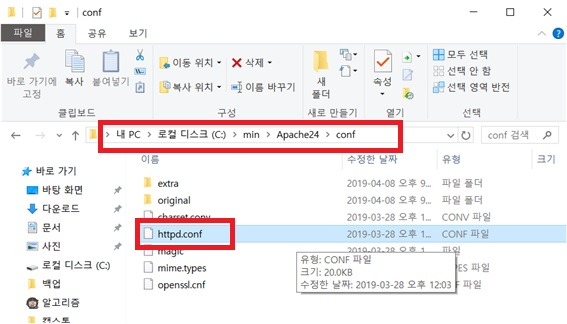 conf
파일
홈
공유
보기
바로 가기에
고정
복사
붙여넣기
이동 위치
복사 위치
삭제
이름 바꾸기
새
폴더
속성
모두 선택
선택 안 함
선택 영역 반전
클립보드
구성
새로 만들기
열기
선택
내 PC > 로컬 디스크 (C:) > min > Apache24 > conf
conf 검색
이름
수정한 날짜
유형
크기
바로 가기
바탕 화면
다운로드
문서
사진
로컬 디스크 (C:)
백업
알고리즘
캡스톤
extra 2019-04-08 오후 9... 파일 폴더
original 2019-04-08 오후 9... 파일 폴더
charset.conv 2019-03-28 오후 1... CONV 파일
httpd.conf 2019-03-28 오후 1... CONF 파일
magic
mime.types PES 파일
openssl.cnf F 파일
유형: CONF 파일
크기: 20.0KB
수정한 날짜: 2019-03-28 오후 12:03